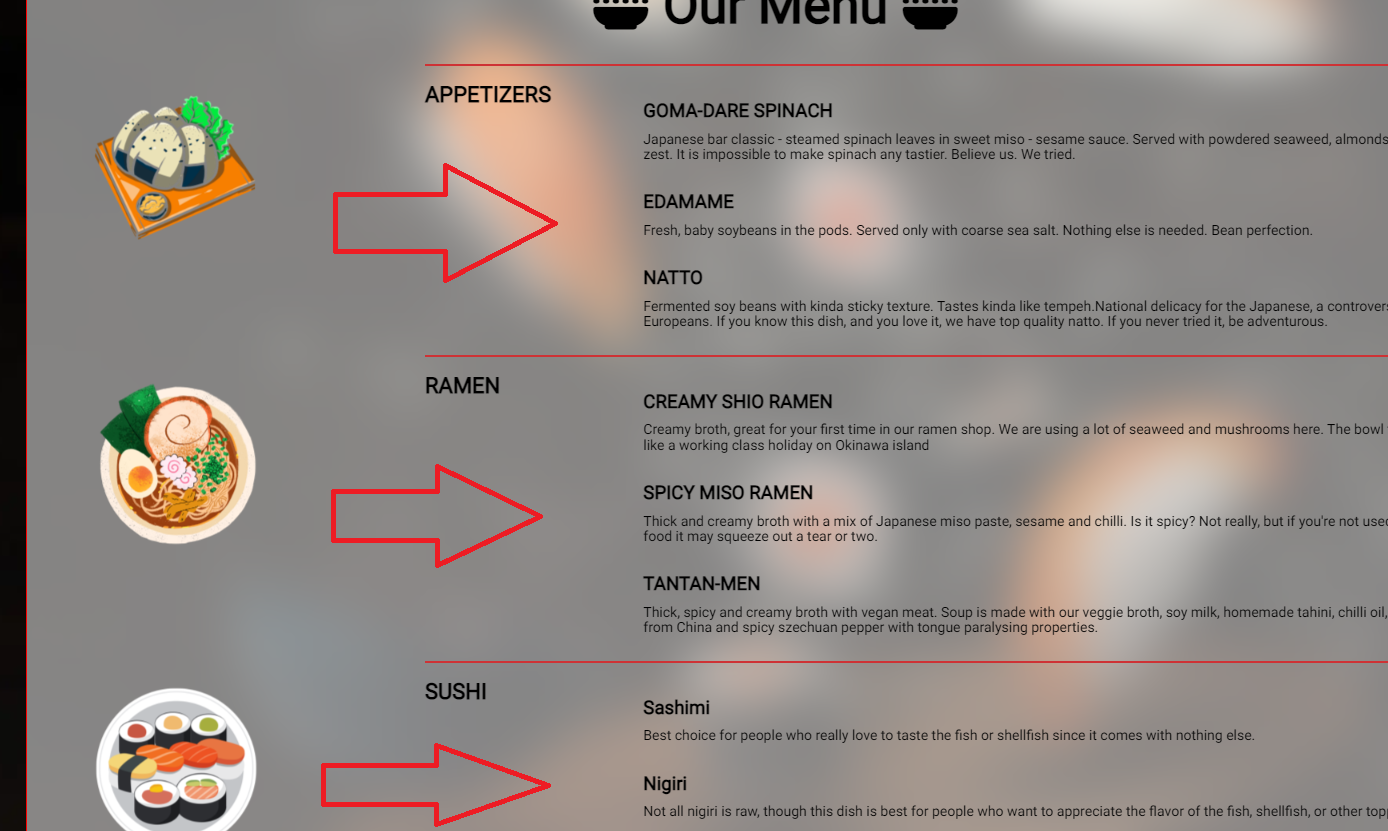 Our Menu
APPETIZERS
GOMA-DARE SPINACH
Japanese bar classic - steamed spinach leaves in sweet miso - sesame sauce. Served with powdered seaweed, almonds
zest. It is impossible to make spinach any tastier. Believe us. We tried.
EDAMAME
Fresh, baby soybeans in the pods. Served only with coarse sea salt. Nothing else is needed. Bean perfection.
NATTO
Fermented soy beans with kinda sticky texture. Tastes kinda like tempeh.National delicacy for the Japanese, a
Europeans. If you know this dish, and you love it, we have top quality natto. If you never tried it, be adventurous.
RAMEN
CREAMY SHIO RAMEN
Creamy broth, great for your first time in our ramen shop. We are using a lot of seaweed and mushrooms here. The bowl
like a working class holiday on Okinawa island
SPICY MISO RAMEN
Thick and creamy broth with a mix of Japanese miso paste, sesame and chilli. Is it spicy? Not really, but if you're not used
food it may squeeze out a tear or two.
TANTAN-MEN
Thick, spicy and creamy broth with vegan meat. Soup is made with our veggie broth, soy milk, homemade tahini, chilli oil,
from China and spicy szechuan pepper with tongue paralysing properties.
SUSHI
Sashimi
Best choice for people who really love to taste the fish or shellfish since it comes with nothing else.
Nigiri
Not all nigiri is raw, though this dish is best for people who want to appreciate the flavor of the fish, shellfish, or other